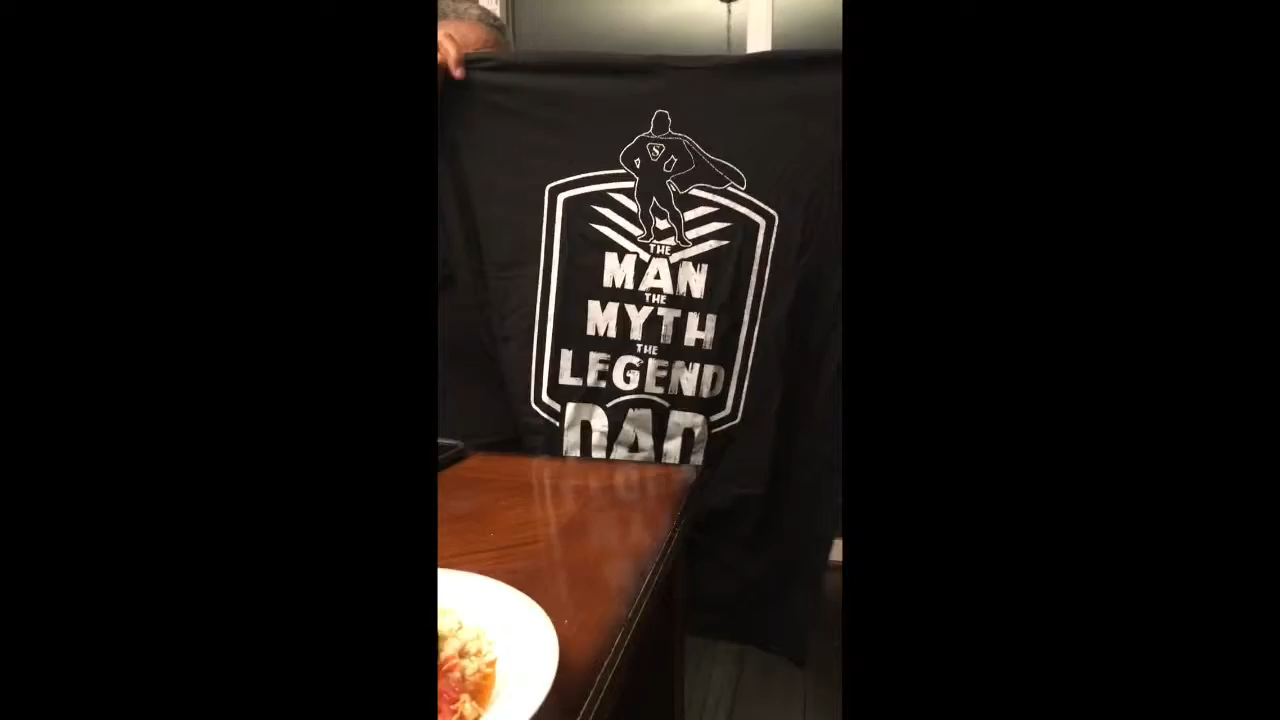 S
THE
MAN
THE
MYTH
THE
LEGEND
DAD